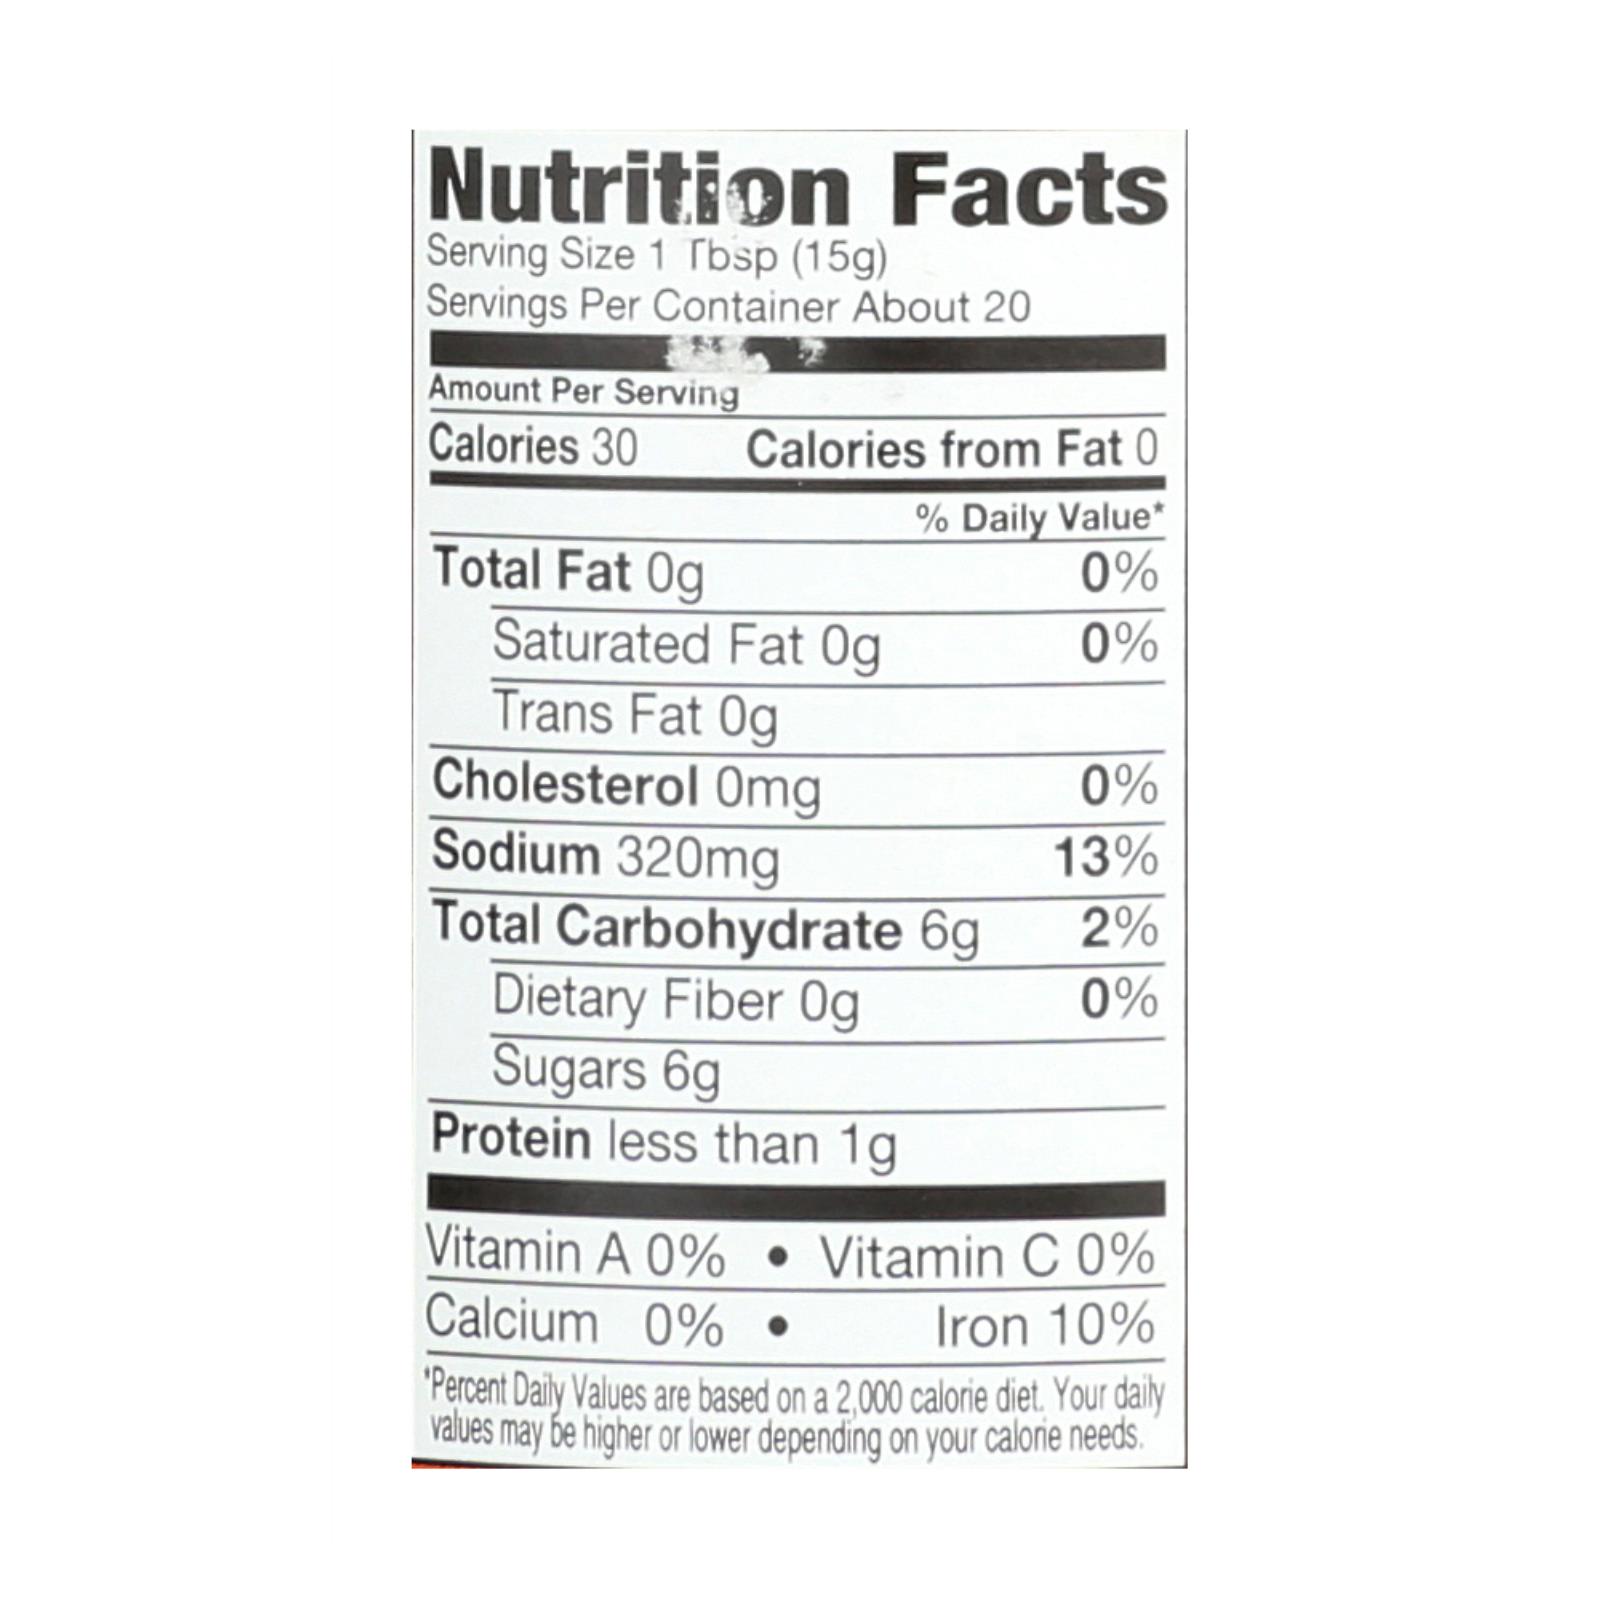 Nutrition Facts
Serving Size 1 Tbsp (15g)
Servings Per Container About 20
Amount Per Serving
Calories 30 Calories from Fat 0
% Daily Value*
Total Fat 0g 0%
Saturated Fat 0g 0%
Trans Fat 0g
Cholesterol 0mg 0%
Sodium 320mg 13%
Total Carbohydrate 6g 2%
Dietary Fiber 0g 0%
Sugars 6g
Protein less than 1g
Vitamin A 0% • Vitamin C 0%
Calcium 0% • Iron 10%
*Percent Daily Values are based on a 2,000 calorie diet. Your daily
values may be higher or lower depending on your calorie needs.